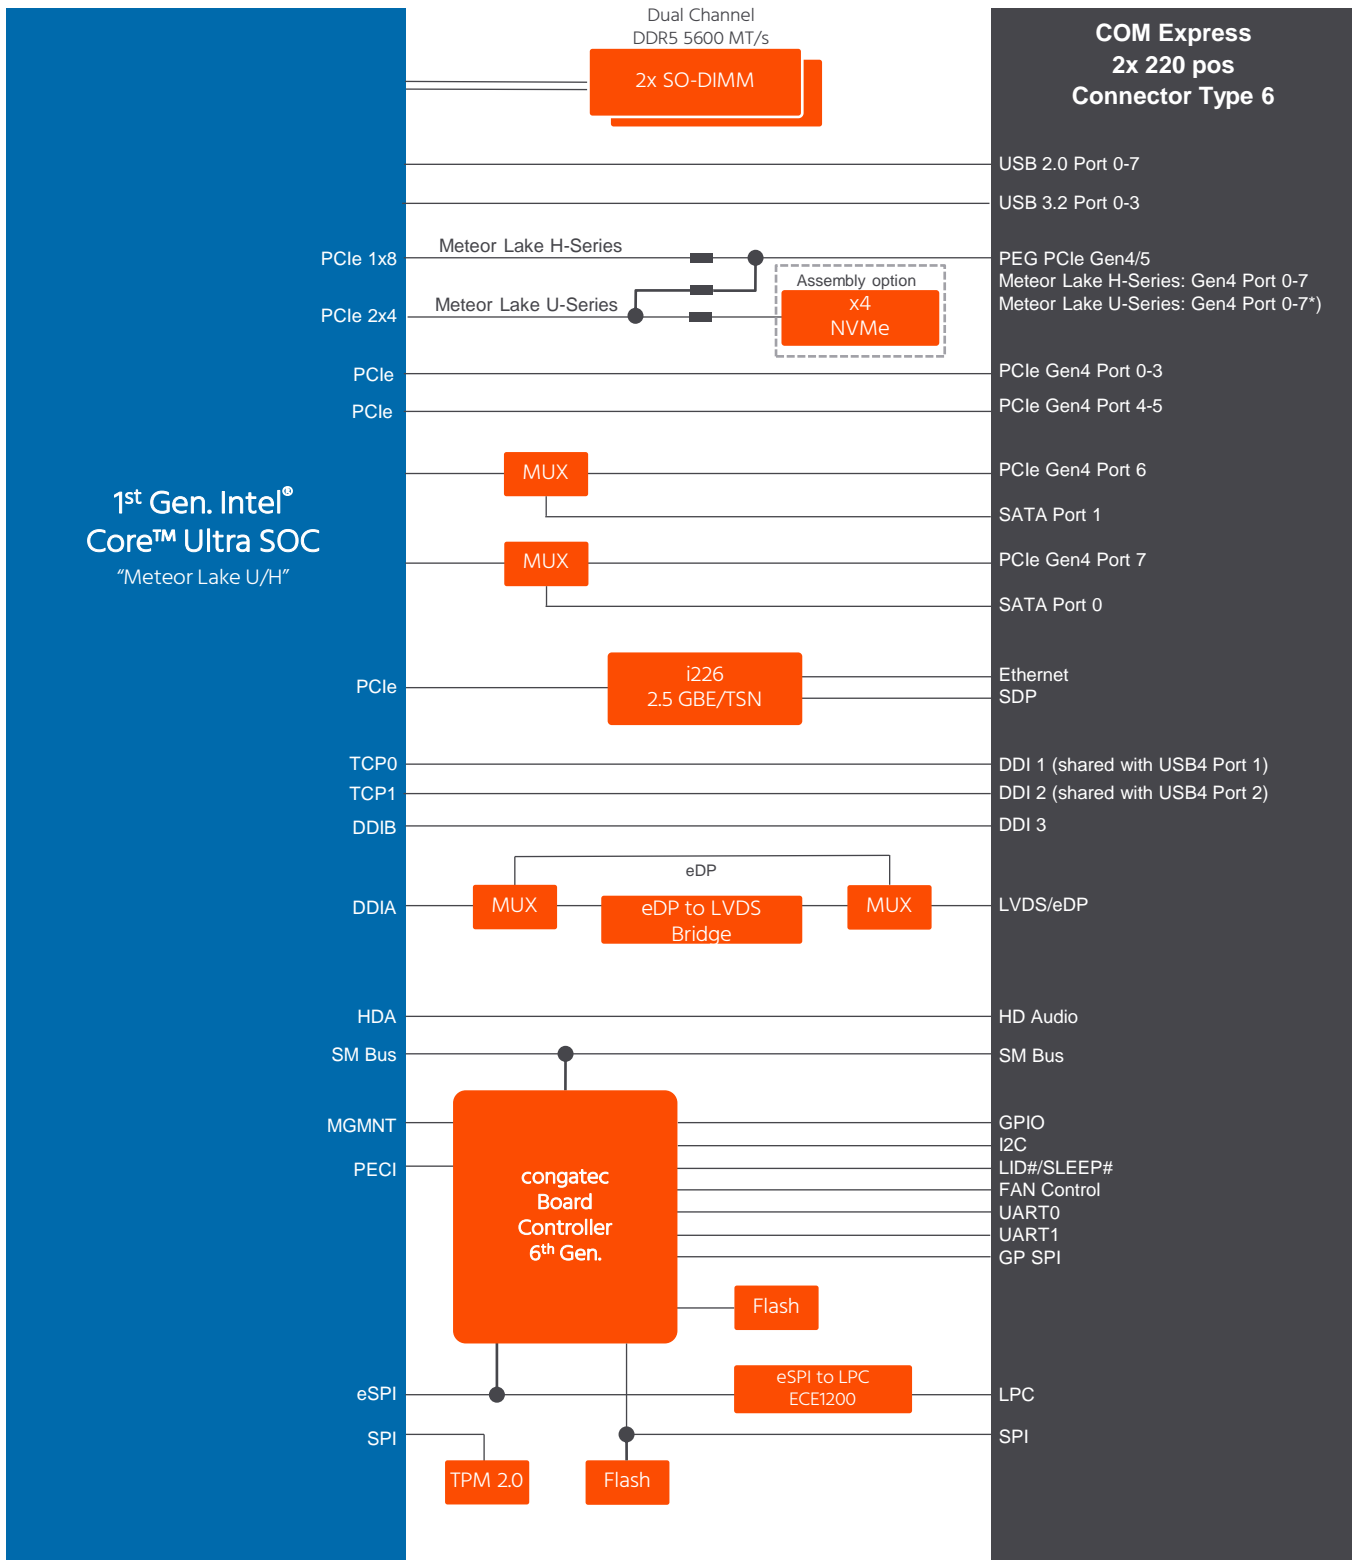 Dual Channel
DDR5 5600 MT/s
2x SO-DIMM
COM Express
2x 220 pos
Connector Type 6
USB 2.0 Port 0-7
USB 3.2 Port 0-3
PCIe 1x8
Meteor Lake H-Series
PEG PCIe Gen4/5
Meteor Lake H-Series: Gen4 Port 0-7
Meteor Lake U-Series: Gen4 Port 0-7*)
PCIe 2x4
Meteor Lake U-Series
Assembly option
x4
NVMe
PCIe
PCIe Gen4 Port 0-3
PCIe
PCIe Gen4 Port 4-5
MUX
PCIe Gen4 Port 6
SATA Port 1
1st Gen. Intel®
Core™ Ultra SOC
“Meteor Lake U/H”
MUX
PCIe Gen4 Port 7
SATA Port 0
PCIe
i226
2.5 GBE/TSN
Ethernet
SDP
TCP0
DDI 1 (shared with USB4 Port 1)
TCP1
DDI 2 (shared with USB4 Port 2)
DDIB
DDI 3
eDP
DDIA
MUX
eDP to LVDS
Bridge
MUX
LVDS/eDP
HDA
HD Audio
SM Bus
SM Bus
MGMNT
PECI
congatec
Board
Controller
6th Gen.
GPIO
I2C
LID#/SLEEP#
FAN Control
UART0
UART1
GP SPI
Flash
eSPI
eSPI to LPC
ECE1200
LPC
SPI
SPI
TPM 2.0
Flash